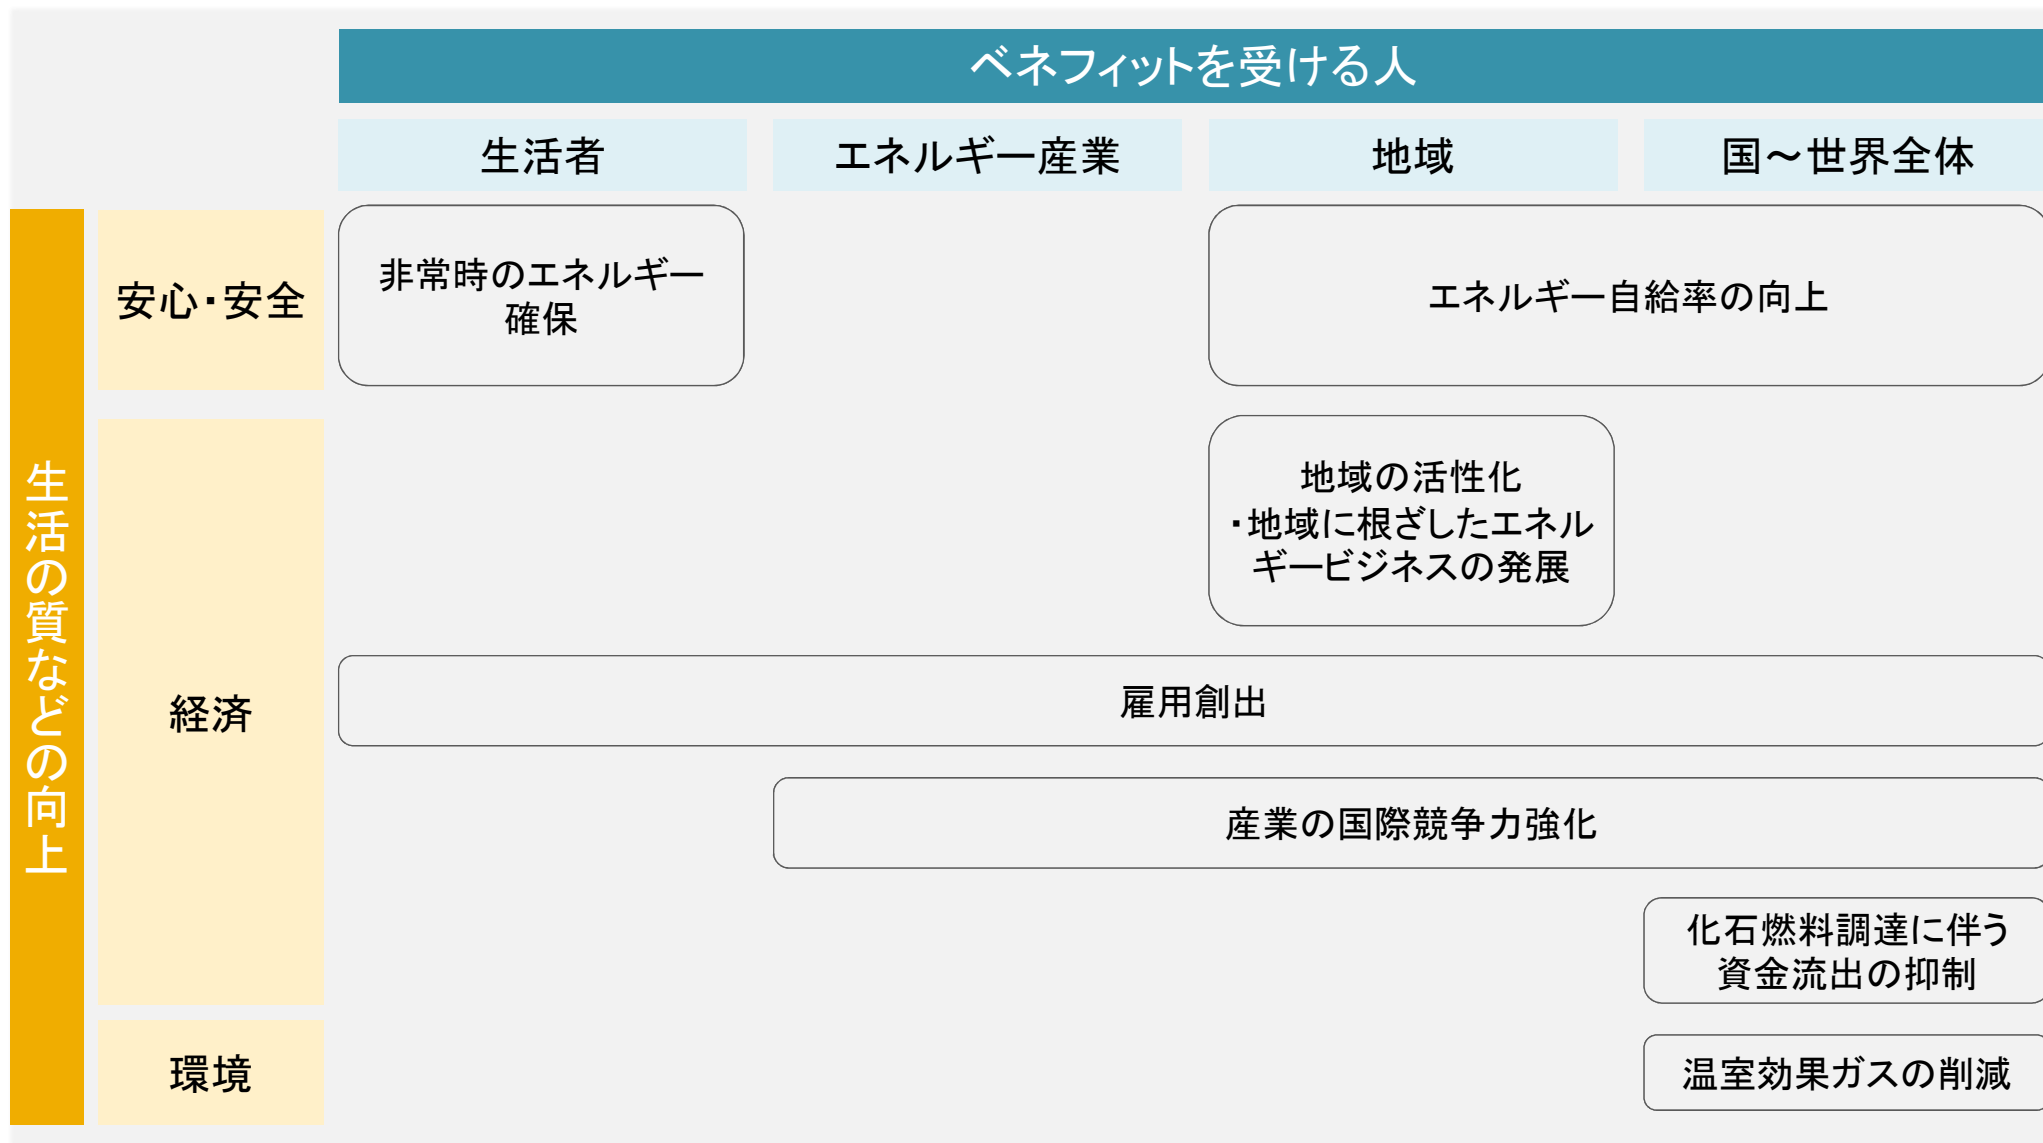 ベネフィットを受ける人
生活者
エネルギー産業
地域
国～世界全体
生活の質などの向上
安心・安全
非常時のエネルギー
確保
エネルギー自給率の向上
経済
地域の活性化
・地域に根ざしたエネル
ギービジネスの発展
雇用創出
産業の国際競争力強化
化石燃料調達に伴う
資金流出の抑制
環境
温室効果ガスの削減